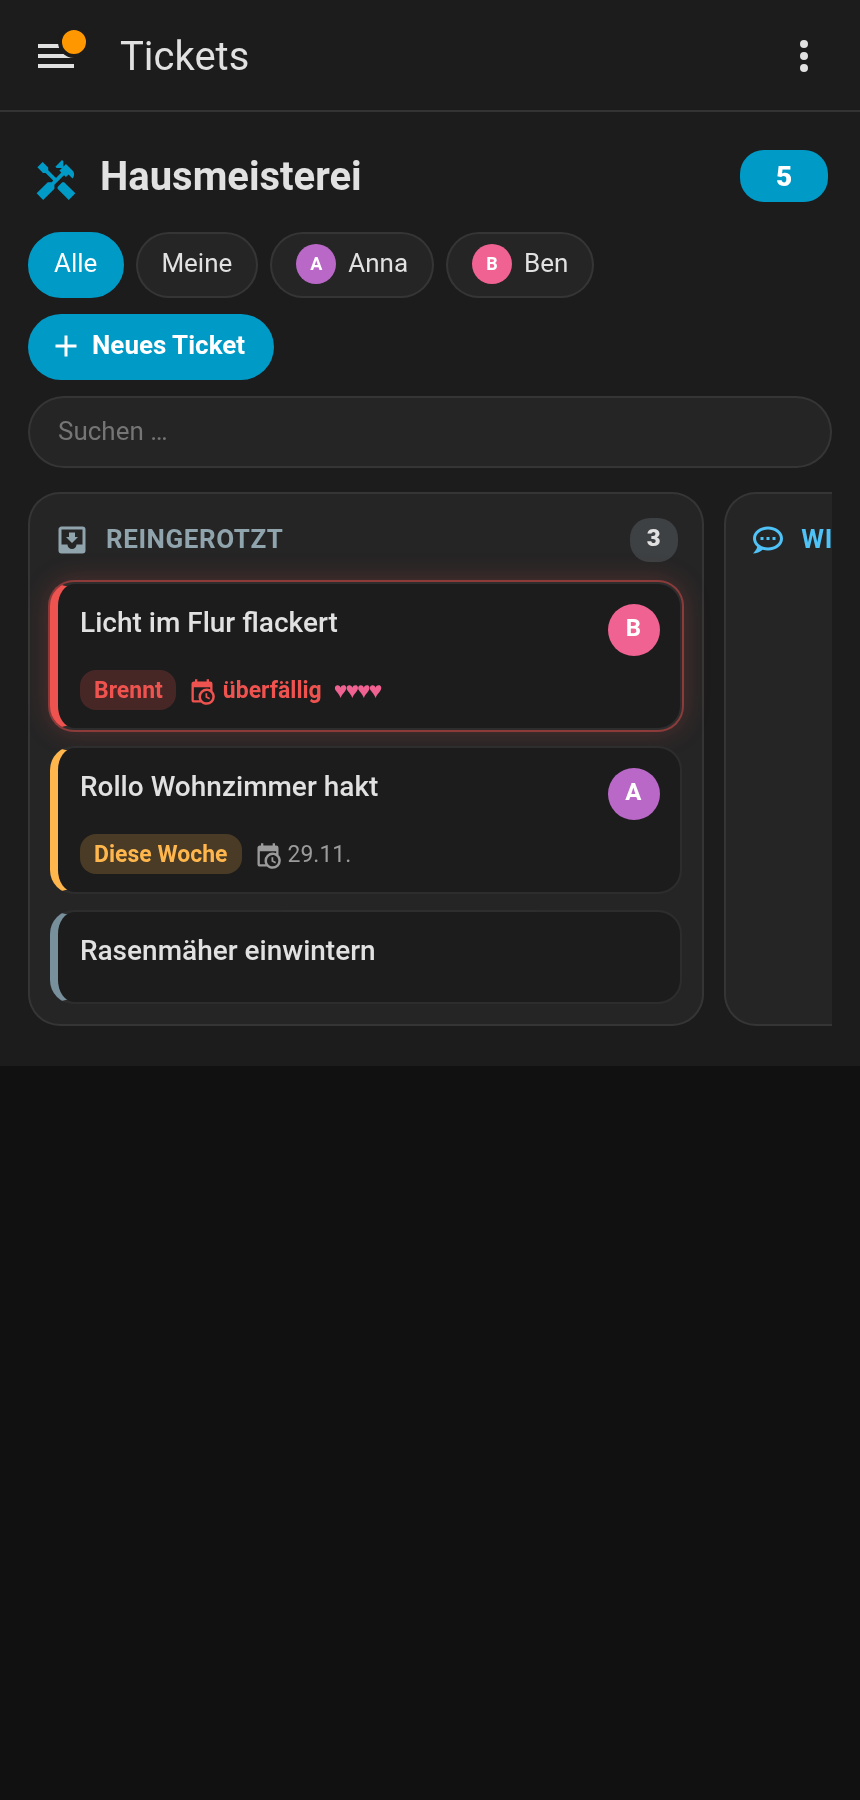 Tickets
Hausmeisterei 5
Alle Meine A Anna B Ben
Neues Ticket
Suchen …
REINGEROTZT 3 WI
Licht im Flur flackert B
Brennt überfällig ♥♥♥♥
Rollo Wohnzimmer hakt A
Diese Woche 29.11.
Rasenmäher einwintern